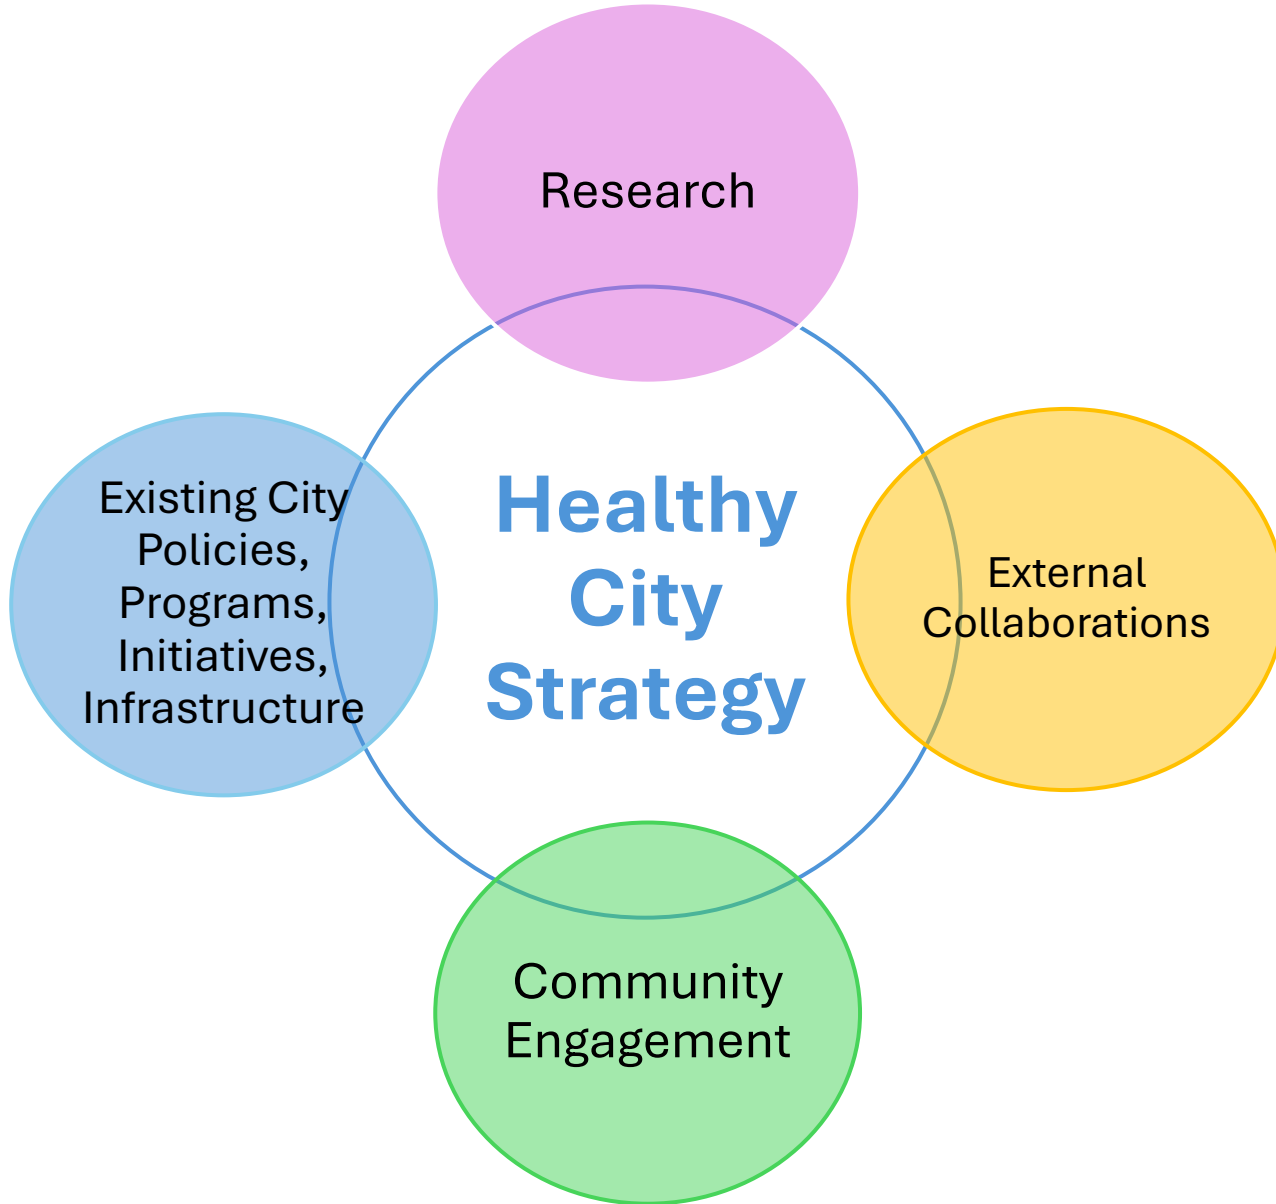 Research
Existing City
Policies,
Programs,
Initiatives,
Infrastructure
Healthy
City
Strategy
External
Collaborations
Community
Engagement